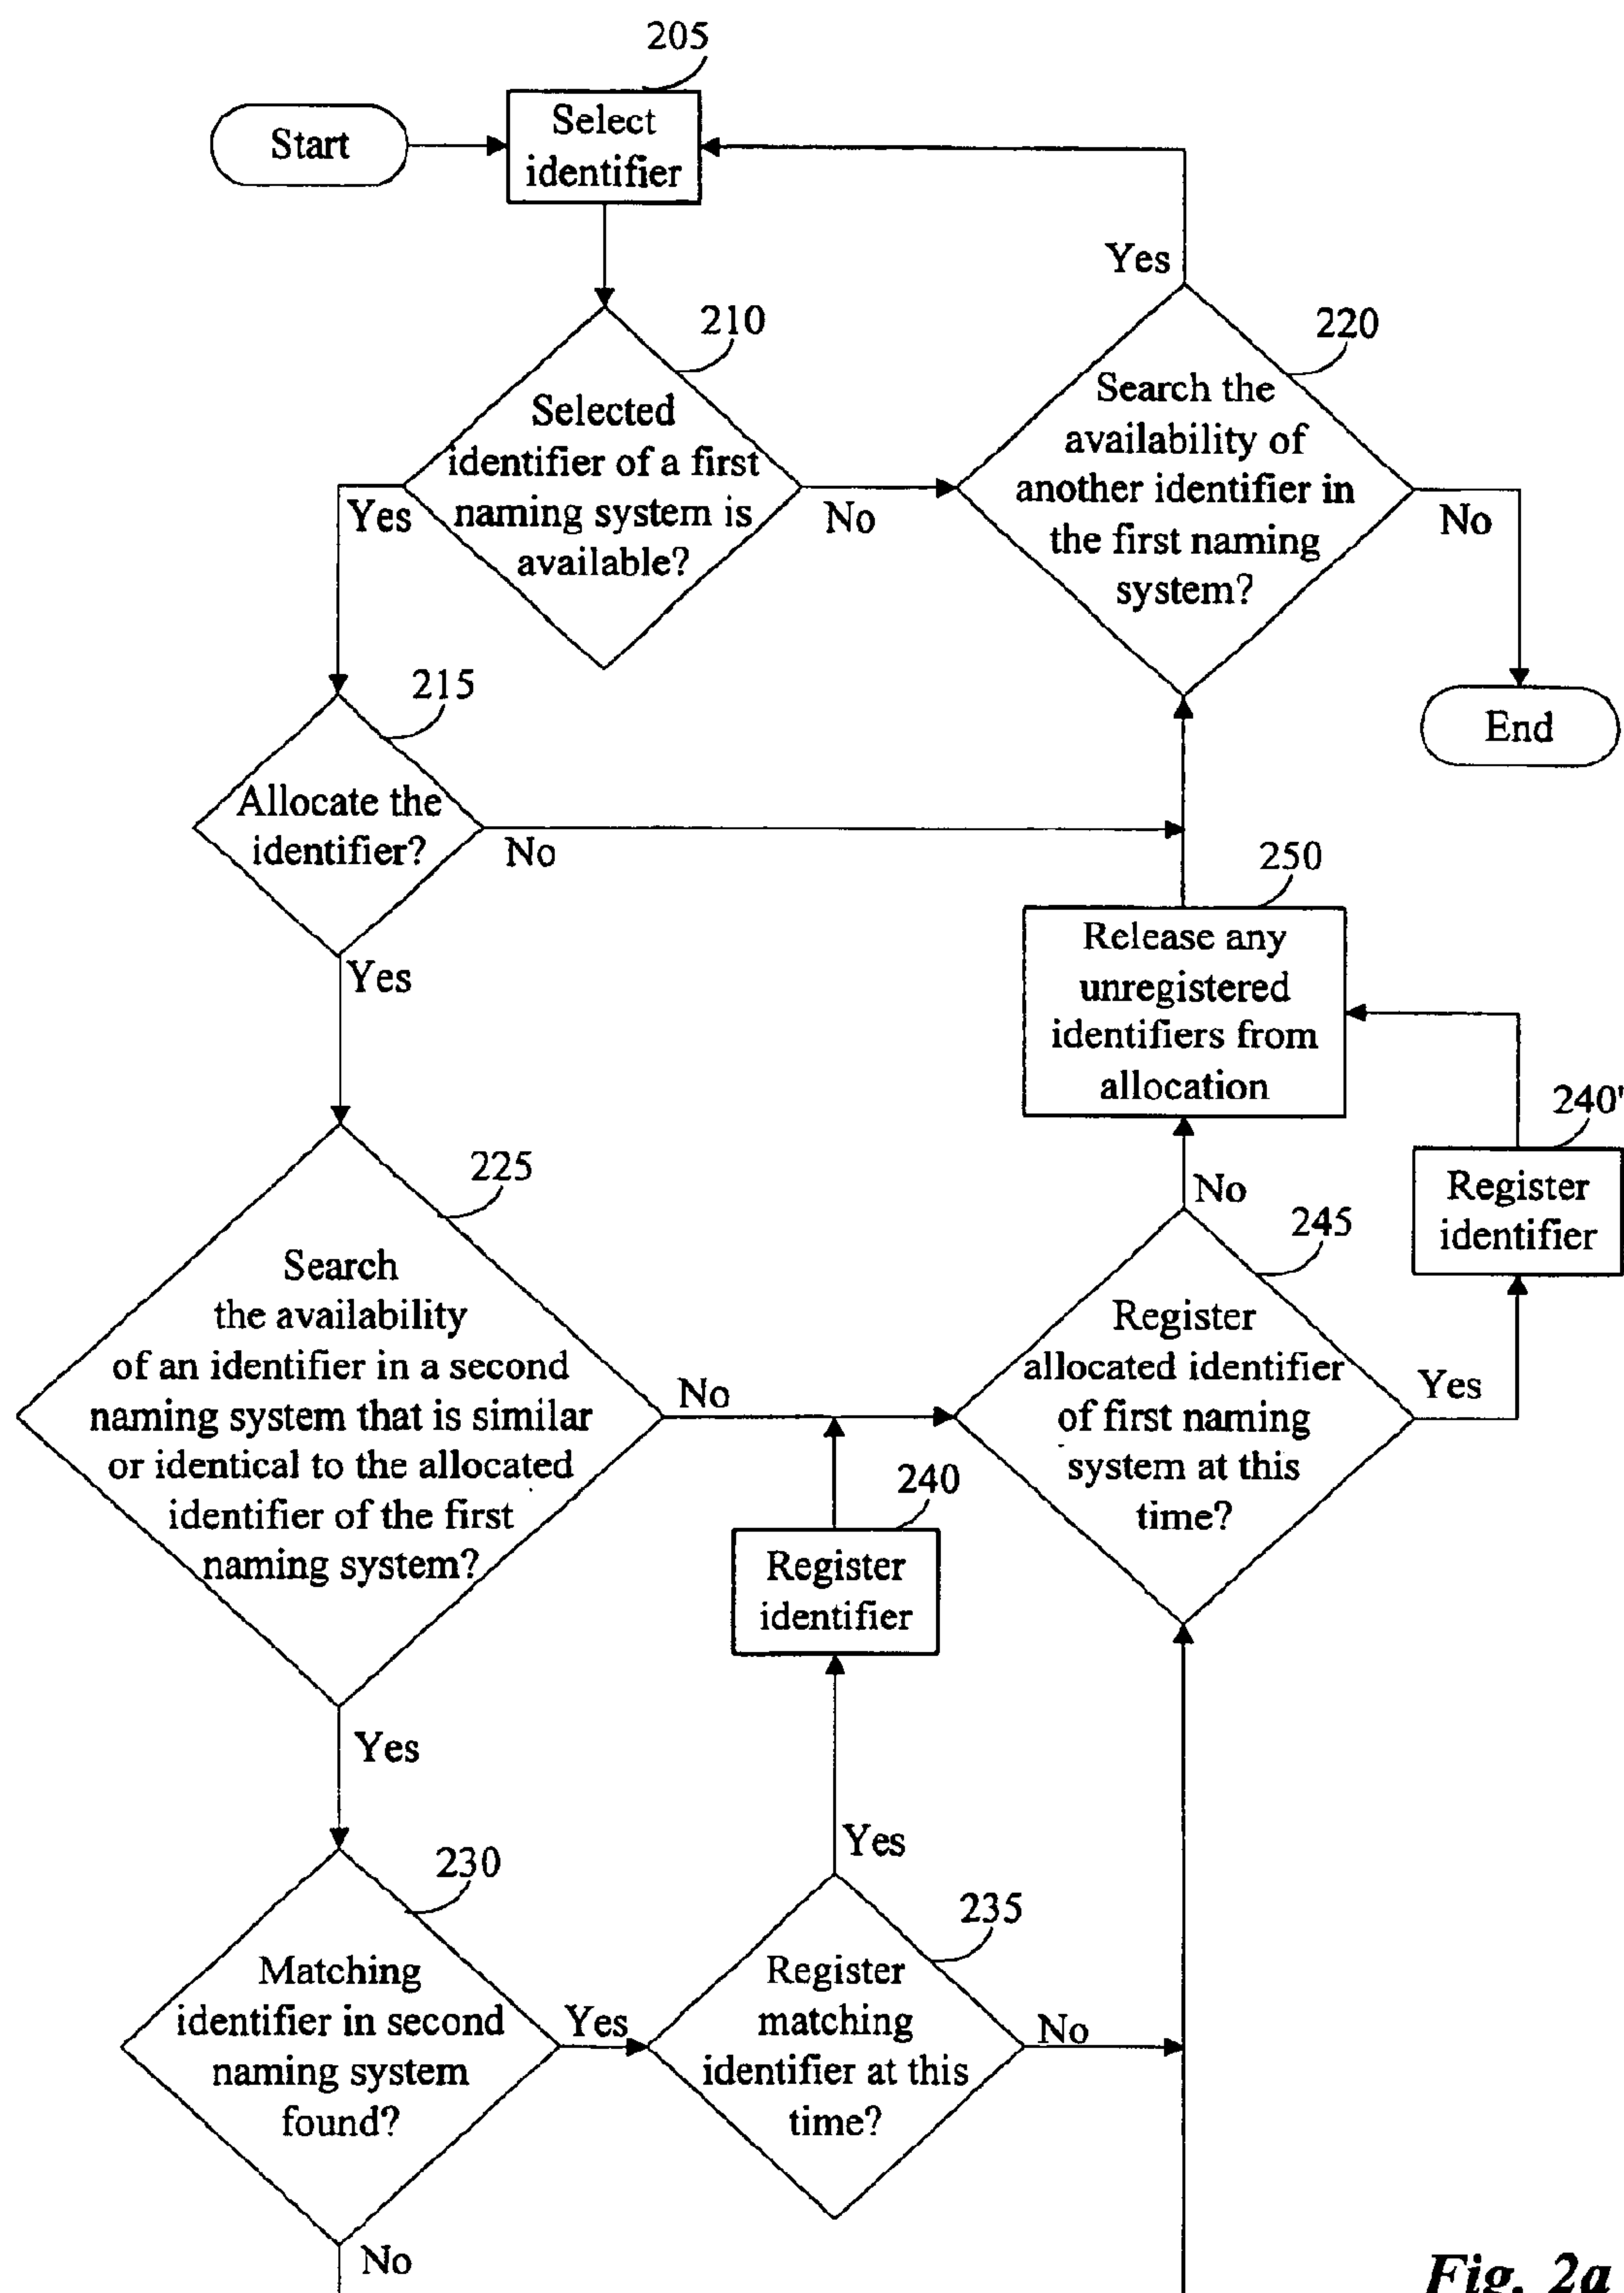 205
Start
Select
identifier
Yes
210
220
Selected
identifier of a first
naming system is
available?
Yes
No
Search the
availability of
another identifier in
the first naming
system?
No
End
215
Allocate the
identifier?
No
Yes
250
Release any
unregistered
identifiers from
allocation
240'
Register
identifier
No
225
Search
the availability
of an identifier in a second
naming system that is similar
or identical to the allocated
identifier of the first
naming system?
No
245
Register
allocated identifier
of first naming
system at this
time?
Yes
240
Register
identifier
Yes
Yes
230
Matching
identifier in second
naming system
found?
Yes
235
Register
matching
identifier at this
time?
No
No
Fig. 2a